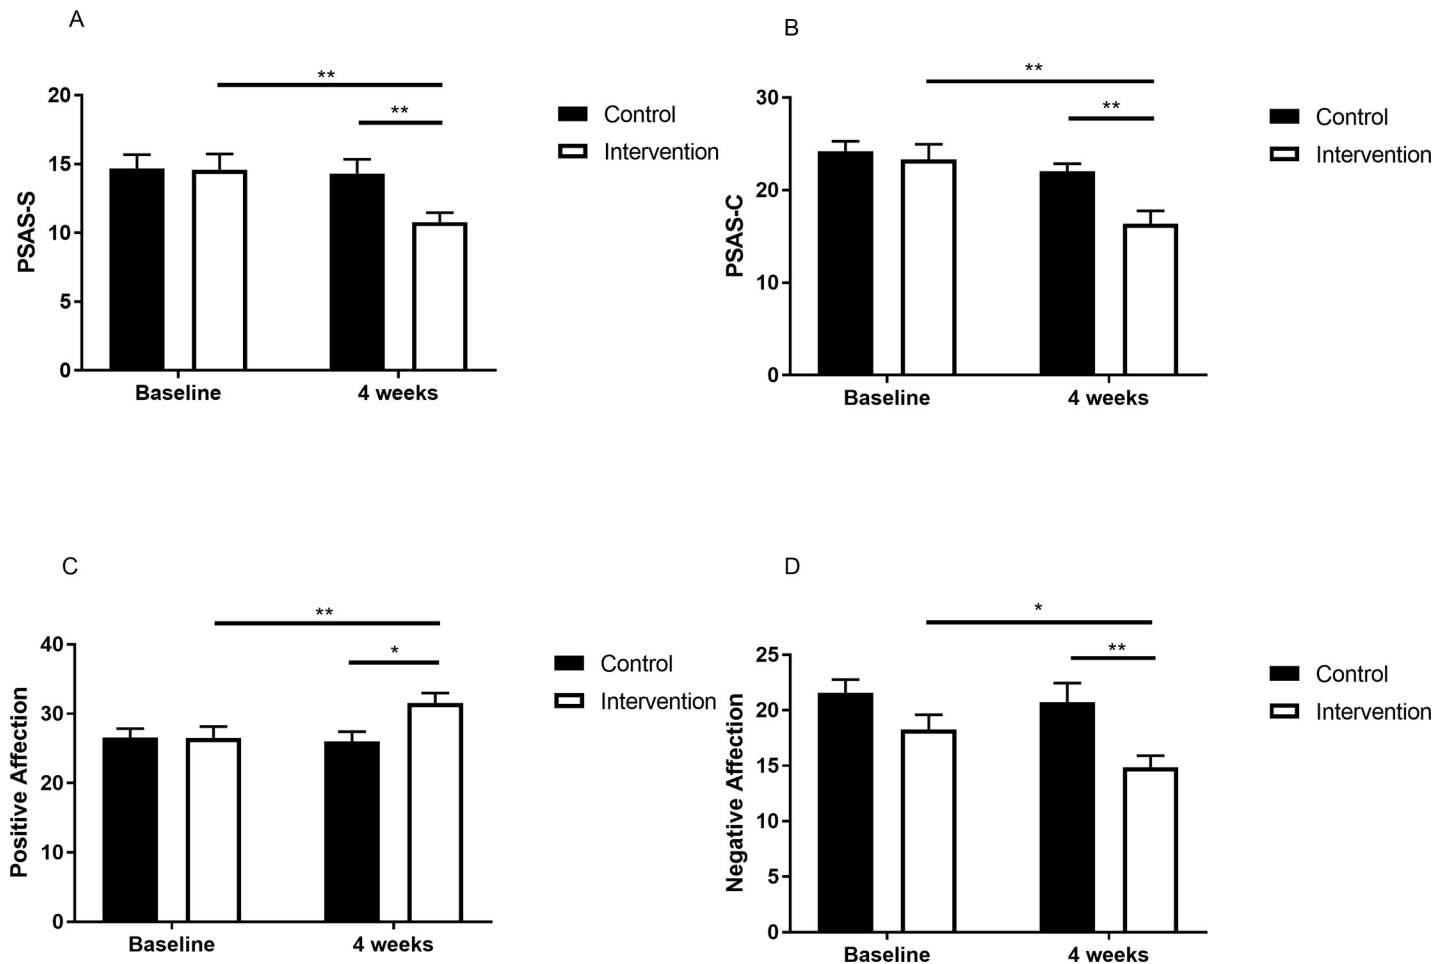 A
**
**
20
15
10
5
0
PSAS-S
Baseline
4 weeks
Control
Intervention
B
**
**
30
20
10
0
PSAS-C
Baseline
4 weeks
Control
Intervention
C
**
*
40
30
20
10
0
Positive Affection
Baseline
4 weeks
Control
Intervention
D
*
**
25
20
15
10
5
0
Negative Affection
Baseline
4 weeks
Control
Intervention